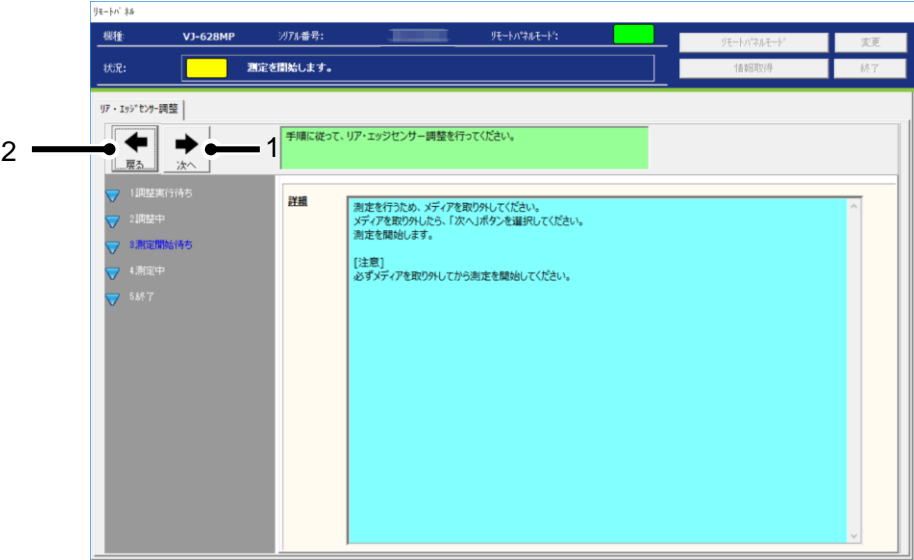 ﾘﾓｰﾄﾊﾟﾈﾙ
機種: VJ-628MP ｼﾘｱﾙ番号: ﾘﾓｰﾄﾊﾟﾈﾙﾓｰﾄﾞ: ﾘﾓｰﾄﾊﾟﾈﾙﾓｰﾄﾞ 変更
状況: 測定を開始します。 情報取得 終了
ﾘｱ・ｴｯｼﾞｾﾝｻｰ調整
2 戻る 次へ 1 手順に従って、リア・エッジセンサー調整を行ってください。
1.調整実行待ち
2.調整中
3.測定開始待ち
4.測定中
5.終了
詳細
測定を行うため、メディアを取り外してください。
メディアを取り外したら、「次へ」ボタンを選択してください。
測定を開始します。
[注意]
必ずメディアを取り外してから測定を開始してください。